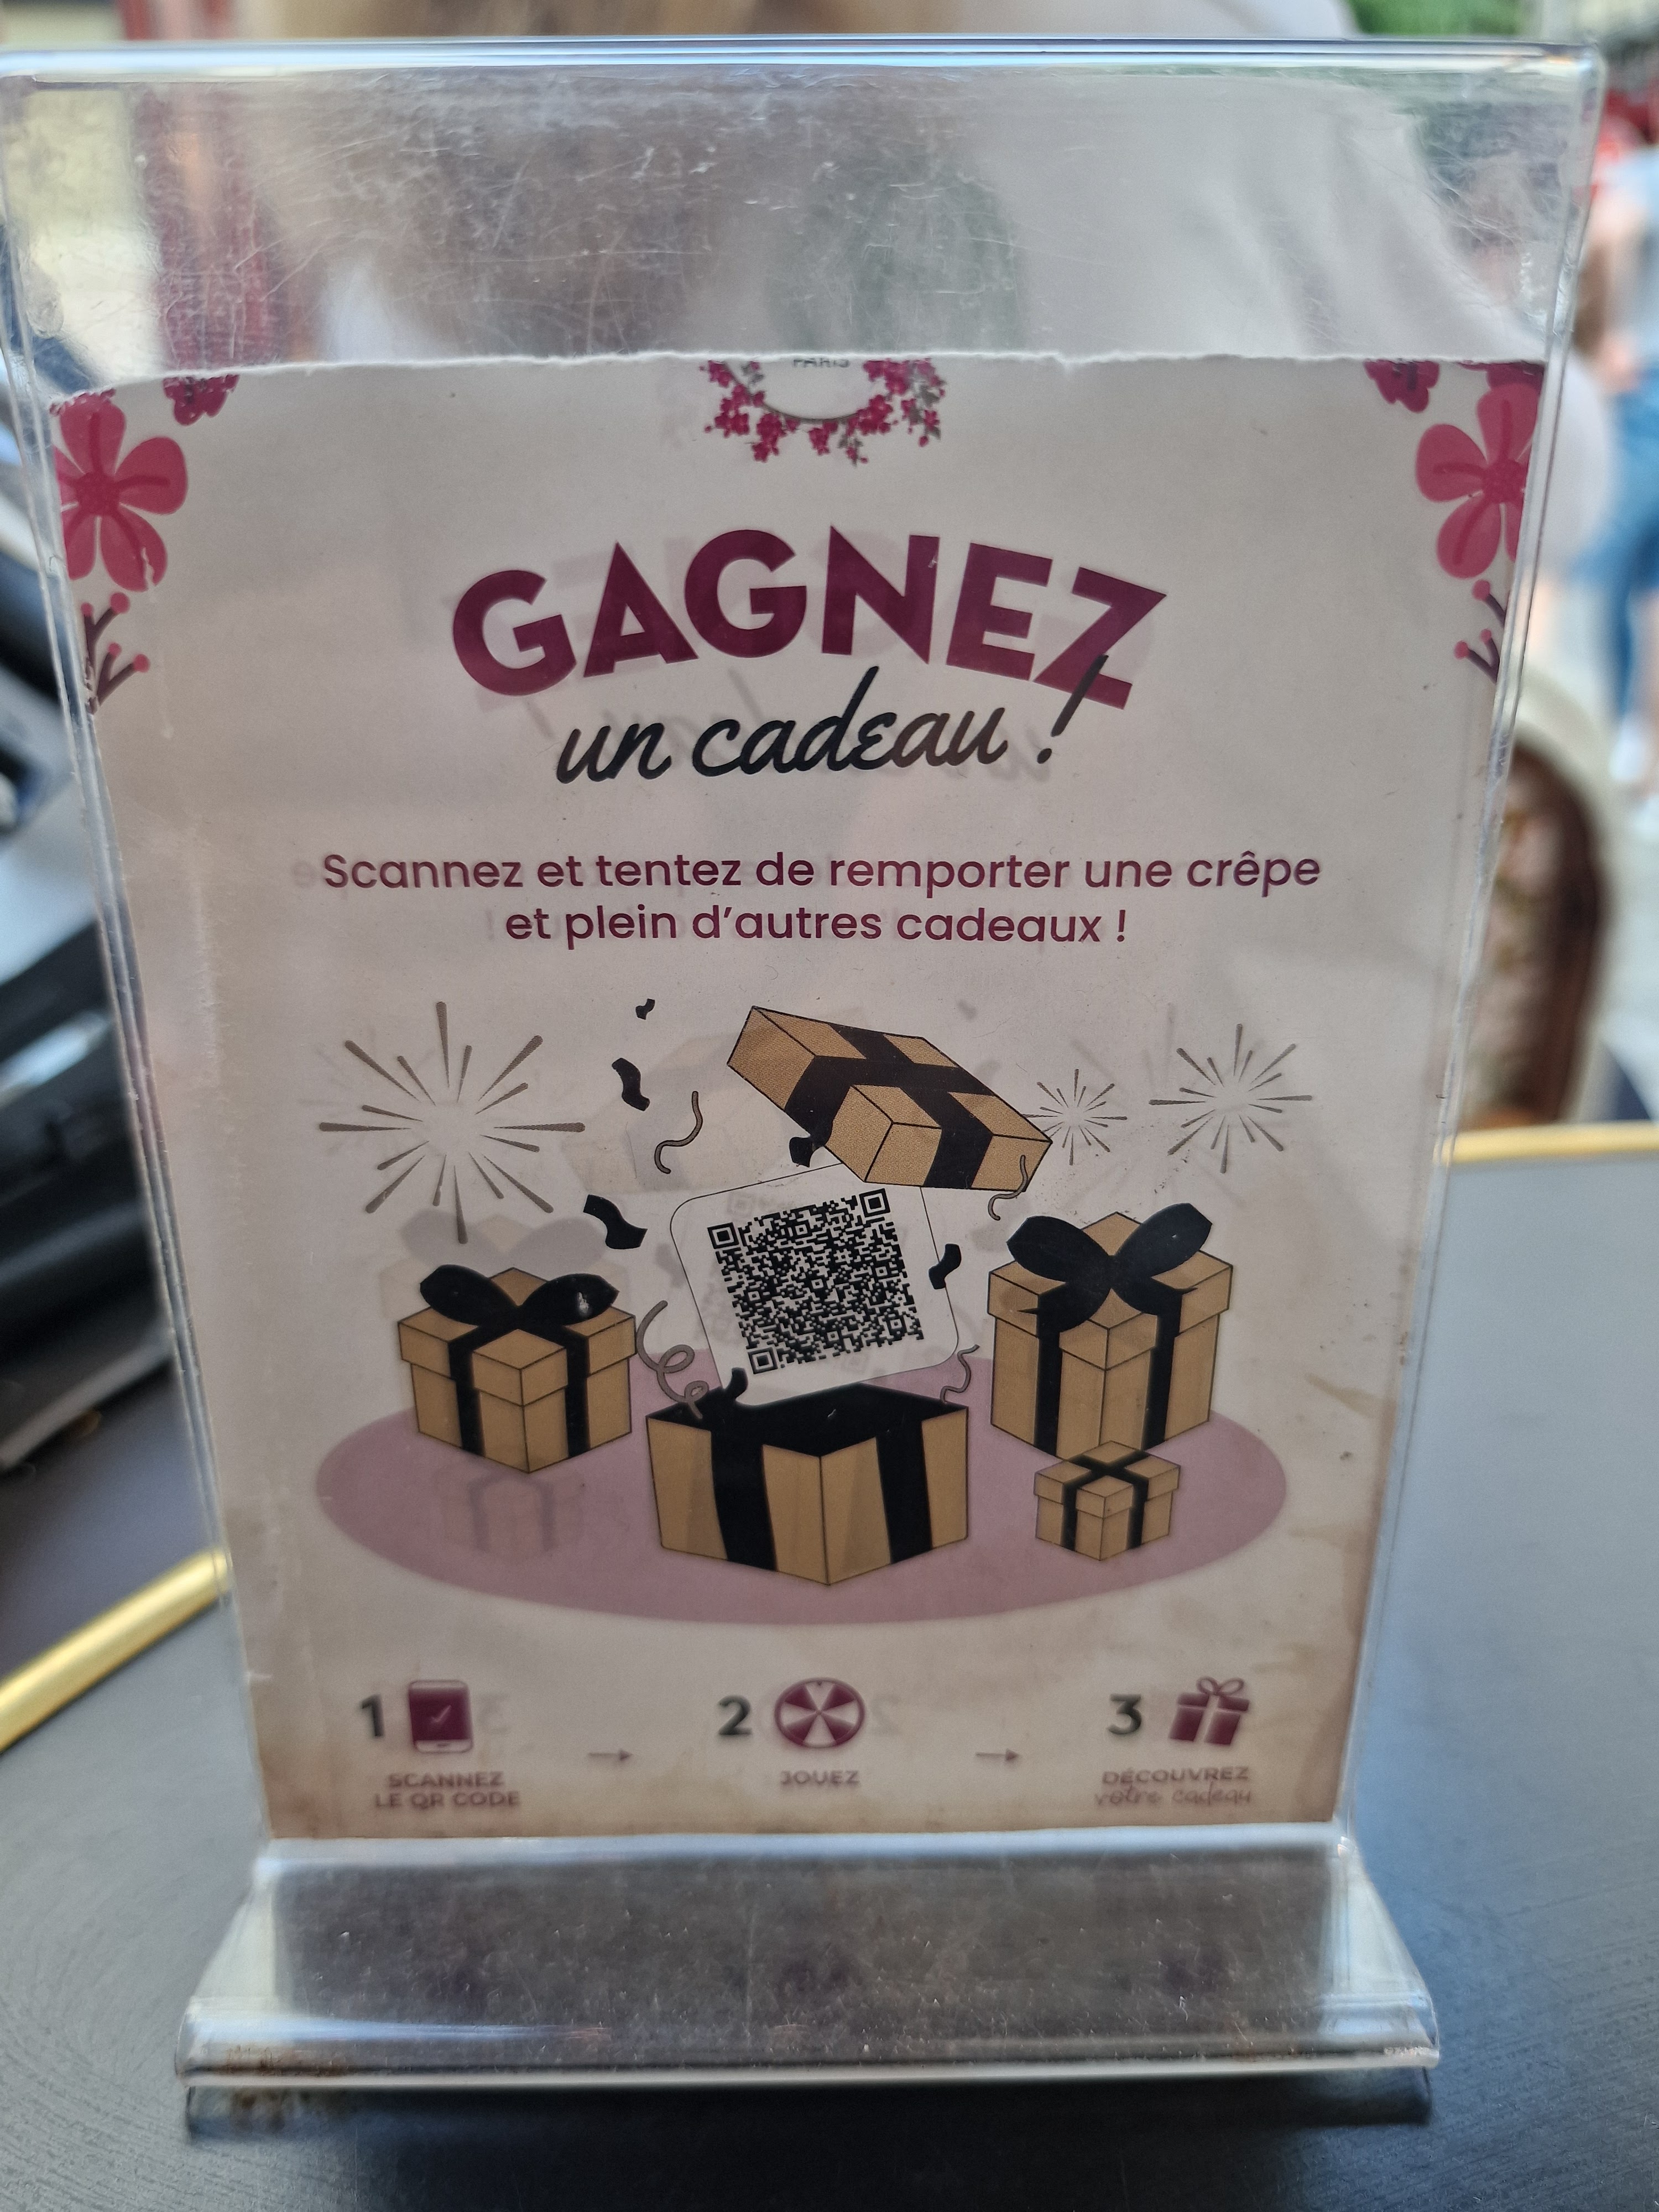 PARIS
GAGNEZ
un cadeau !
Scannez et tentez de remporter une crêpe
et plein d'autres cadeaux !
1
SCANNEZ
LE QR CODE
2
JOUEZ
3
DÉCOUVREZ
votre cadeau